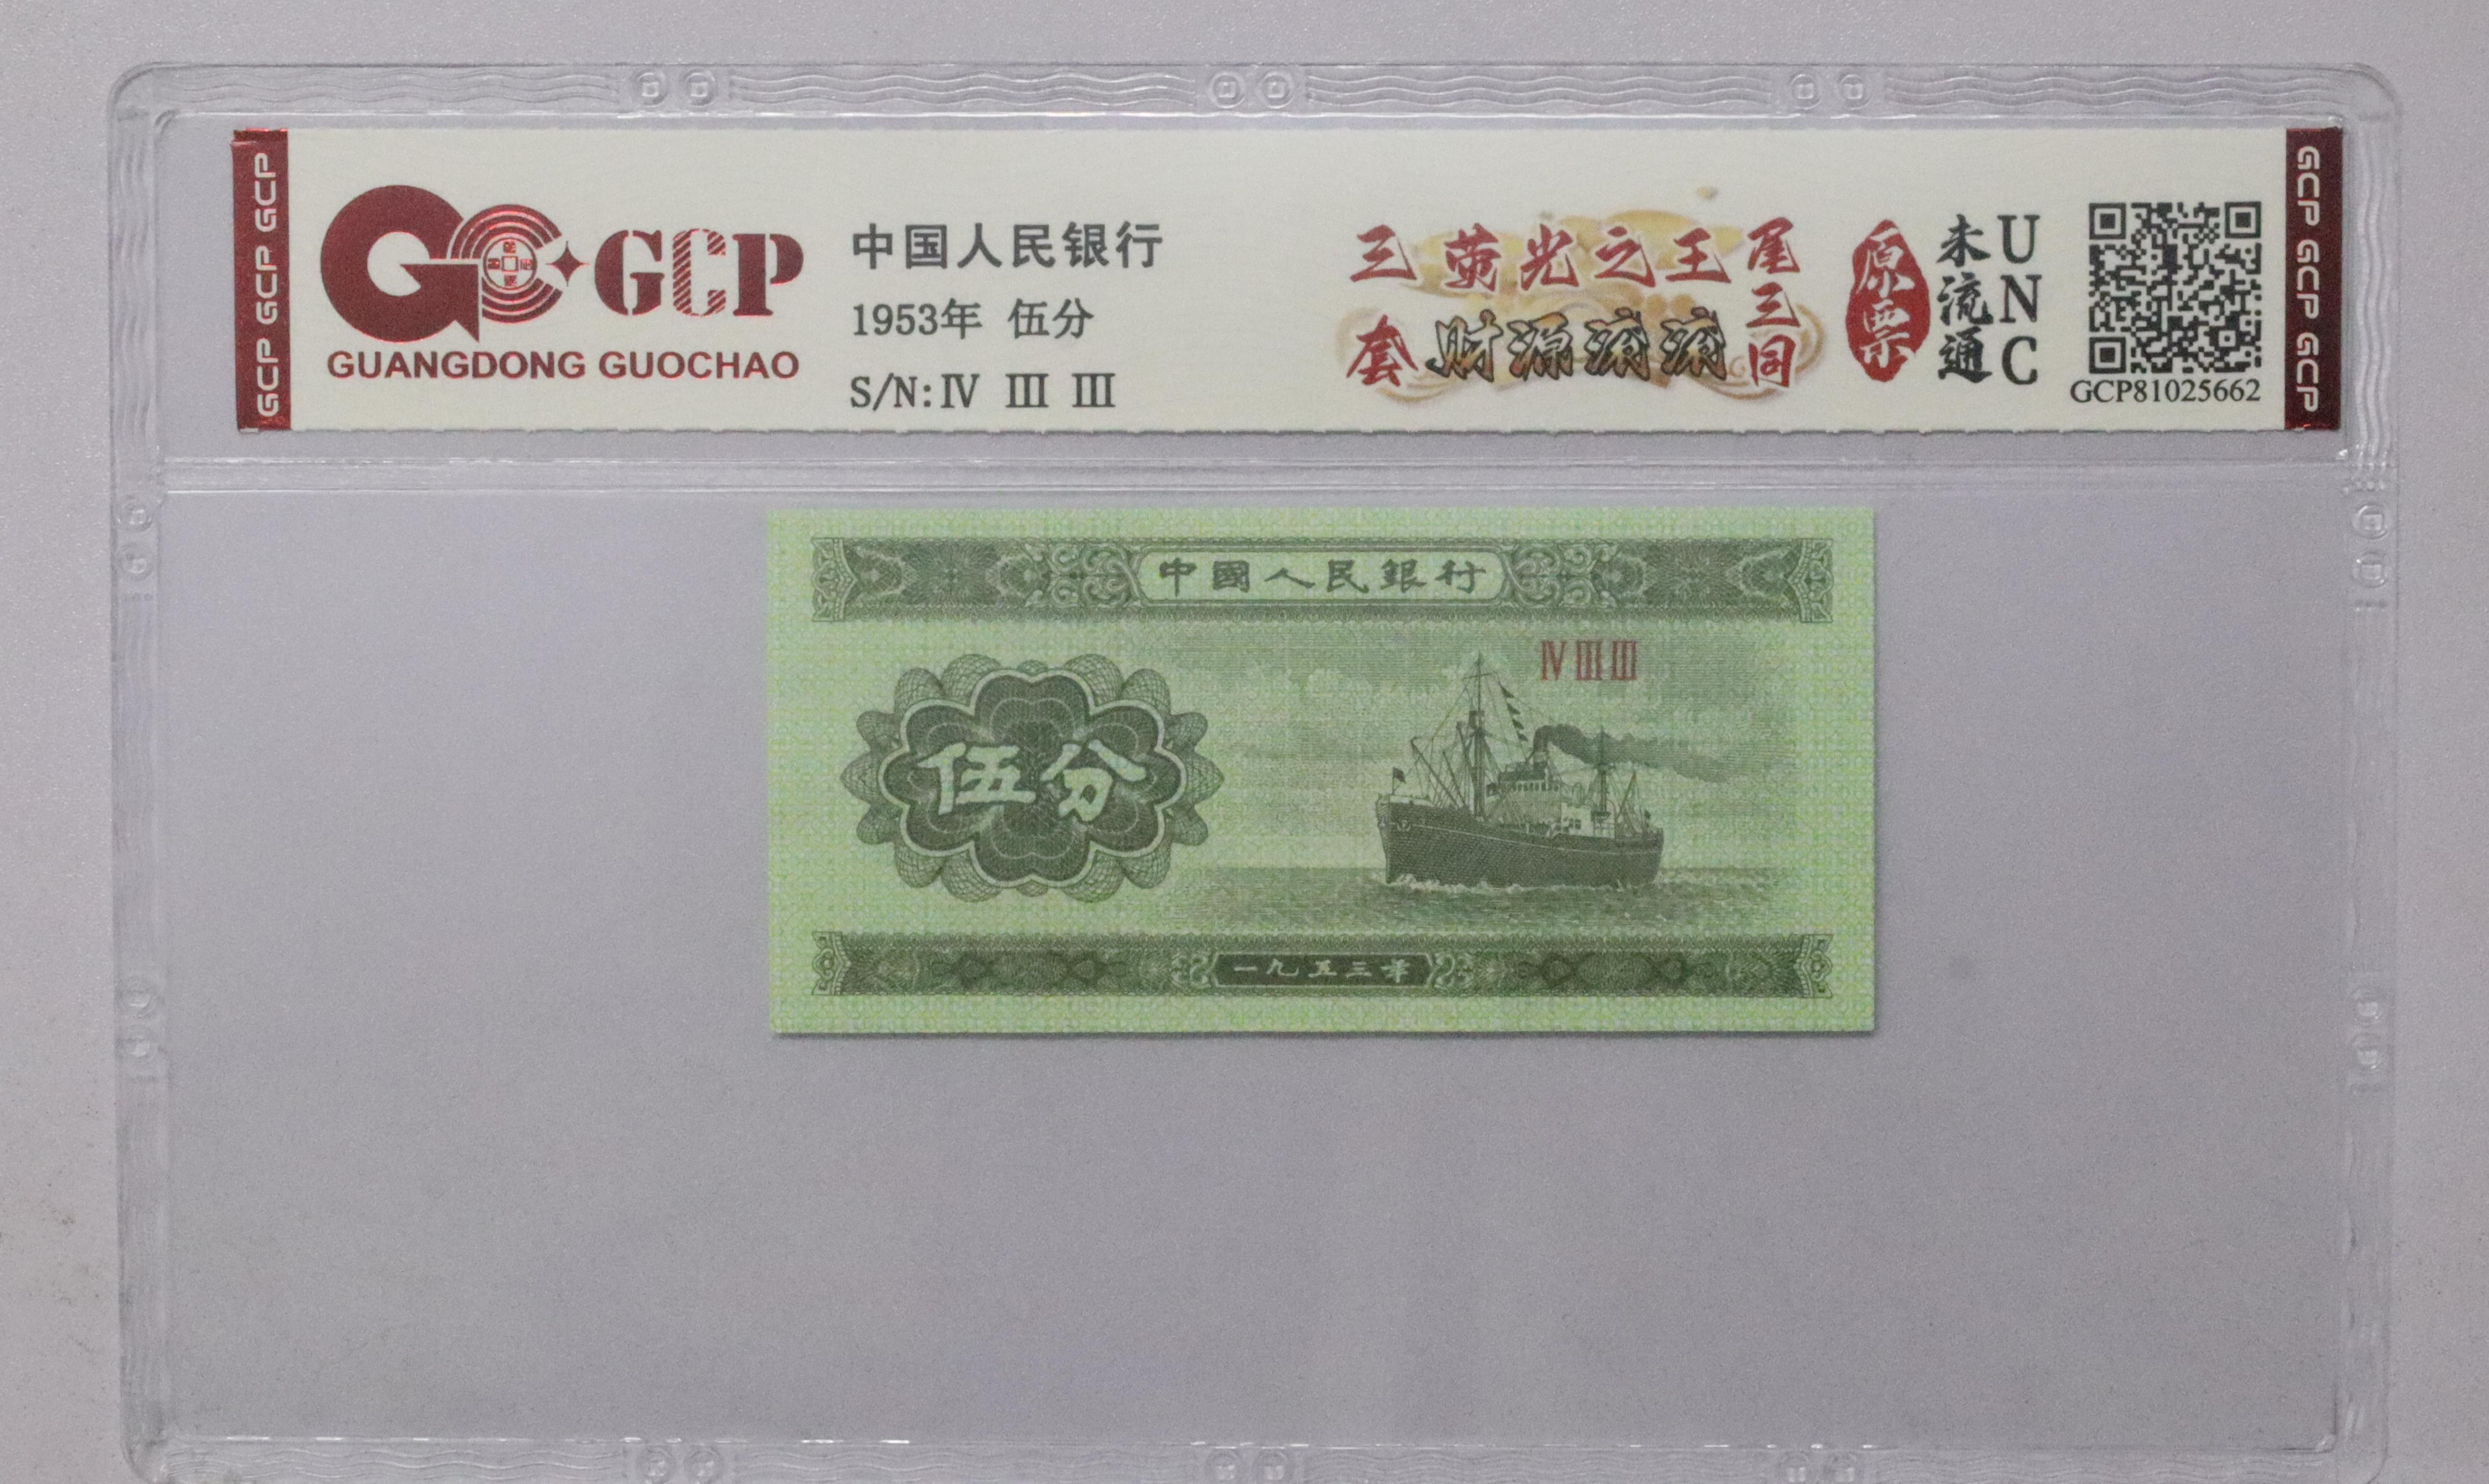 GCP GCP GCP
GCP
GUANGDONG GUOCHAO
中国人民银行
1953年 伍分
S/N:Ⅳ Ⅲ Ⅲ
三套
荧光之王
财源滚滚
尾三同
原票
未流通
UNC
GCP81025662
GCP GCP GCP
中國人民銀行
Ⅳ Ⅲ Ⅲ
伍分
一九五三年